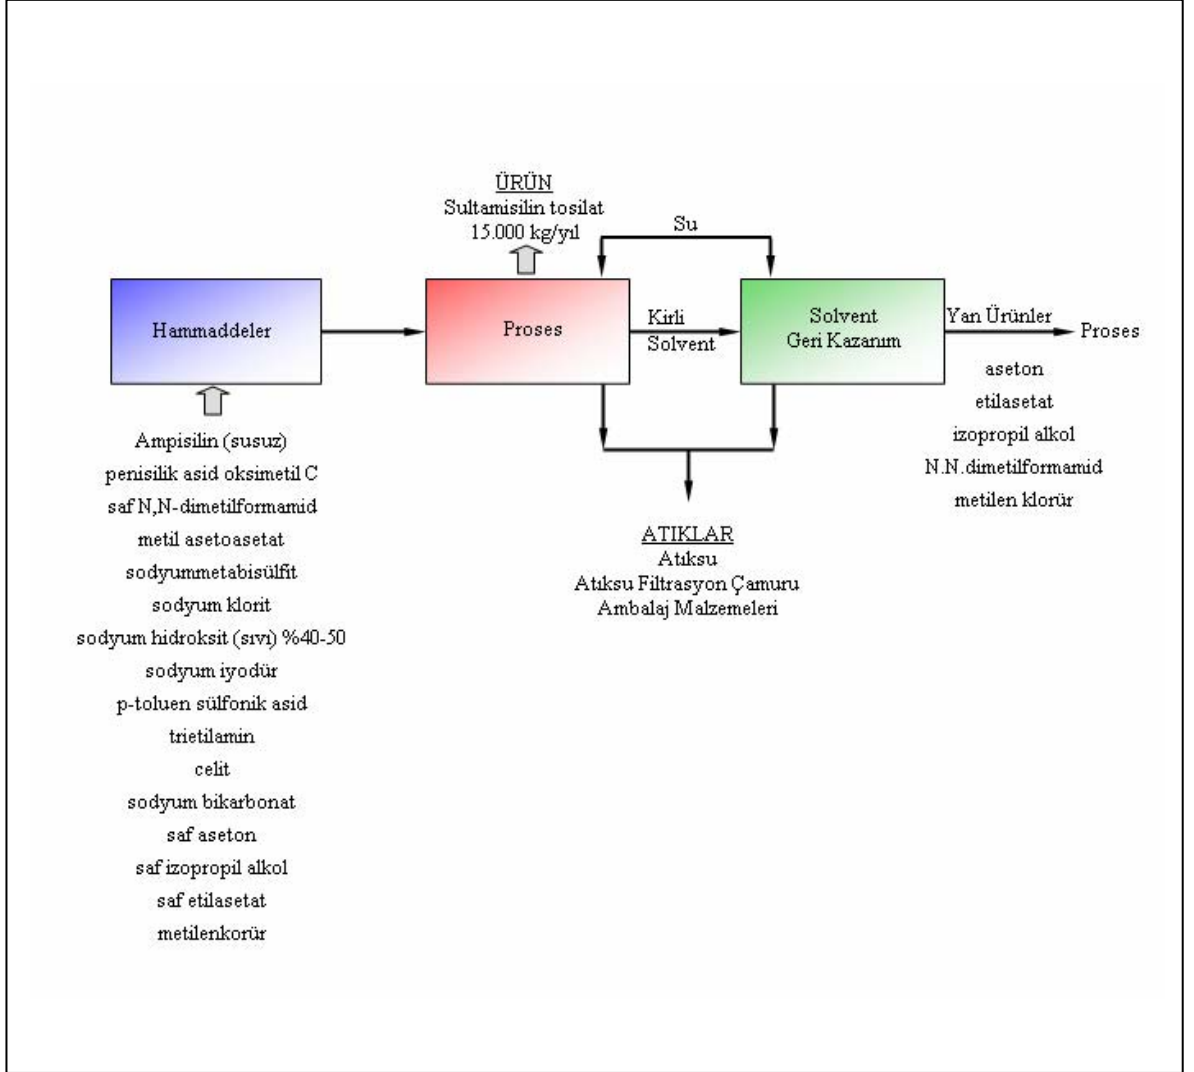 ÜRÜN
Sultamisilin tosilat
15.000 kg/yıl
Su
Hammaddeler
Proses
Kirli
Solvent
Solvent
Geri Kazanım
Yan Ürünler
Proses
aseton
etilasetat
izopropil alkol
N.N.dimetilformamid
metilen klorür
Ampisilin (susuz)
penisilik asid oksimetil C
saf N,N-dimetilformamid
metil asetoasetat
sodyummetabisülfit
sodyum klorit
sodyum hidroksit (sıvı) %40-50
sodyum iyodür
p-toluen sülfonik asid
trietilamin
celit
sodyum bikarbonat
saf aseton
saf izopropil alkol
saf etilasetat
metilenkorür
ATIKLAR
Atıksu
Atıksu Filtrasyon Çamuru
Ambalaj Malzemeleri